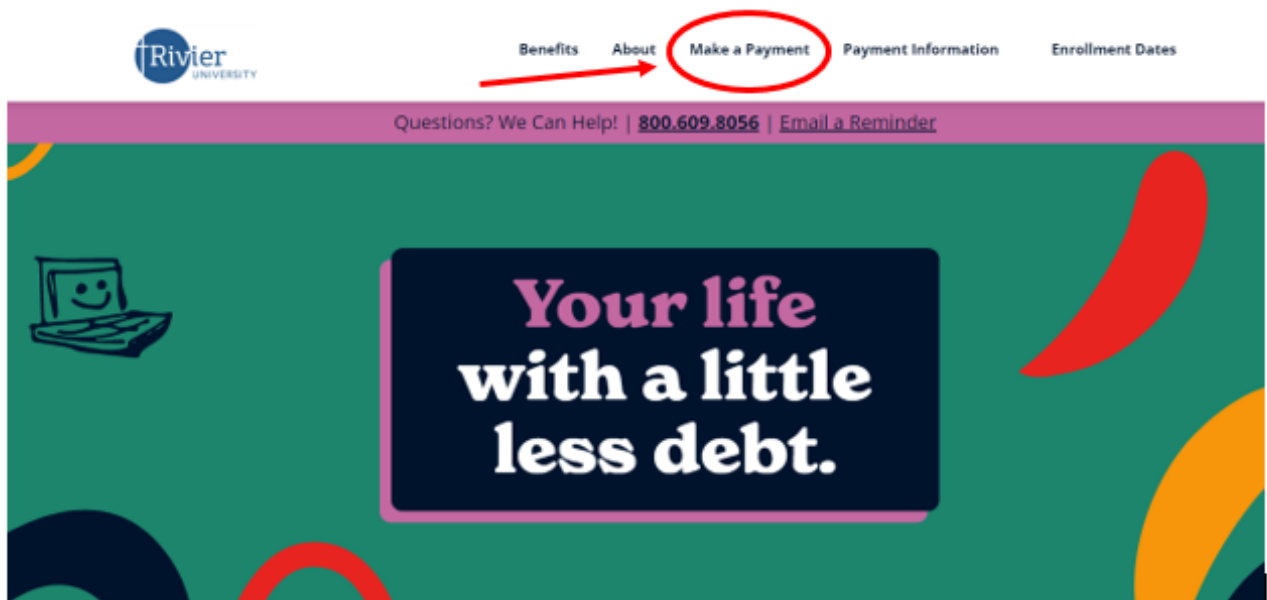 Rivier
UNIVERSITY
Benefits About Make a Payment Payment Information Enrollment Dates
Questions? We Can Help! | 800.609.8056 | Email a Reminder
Your life
with a little
less debt.